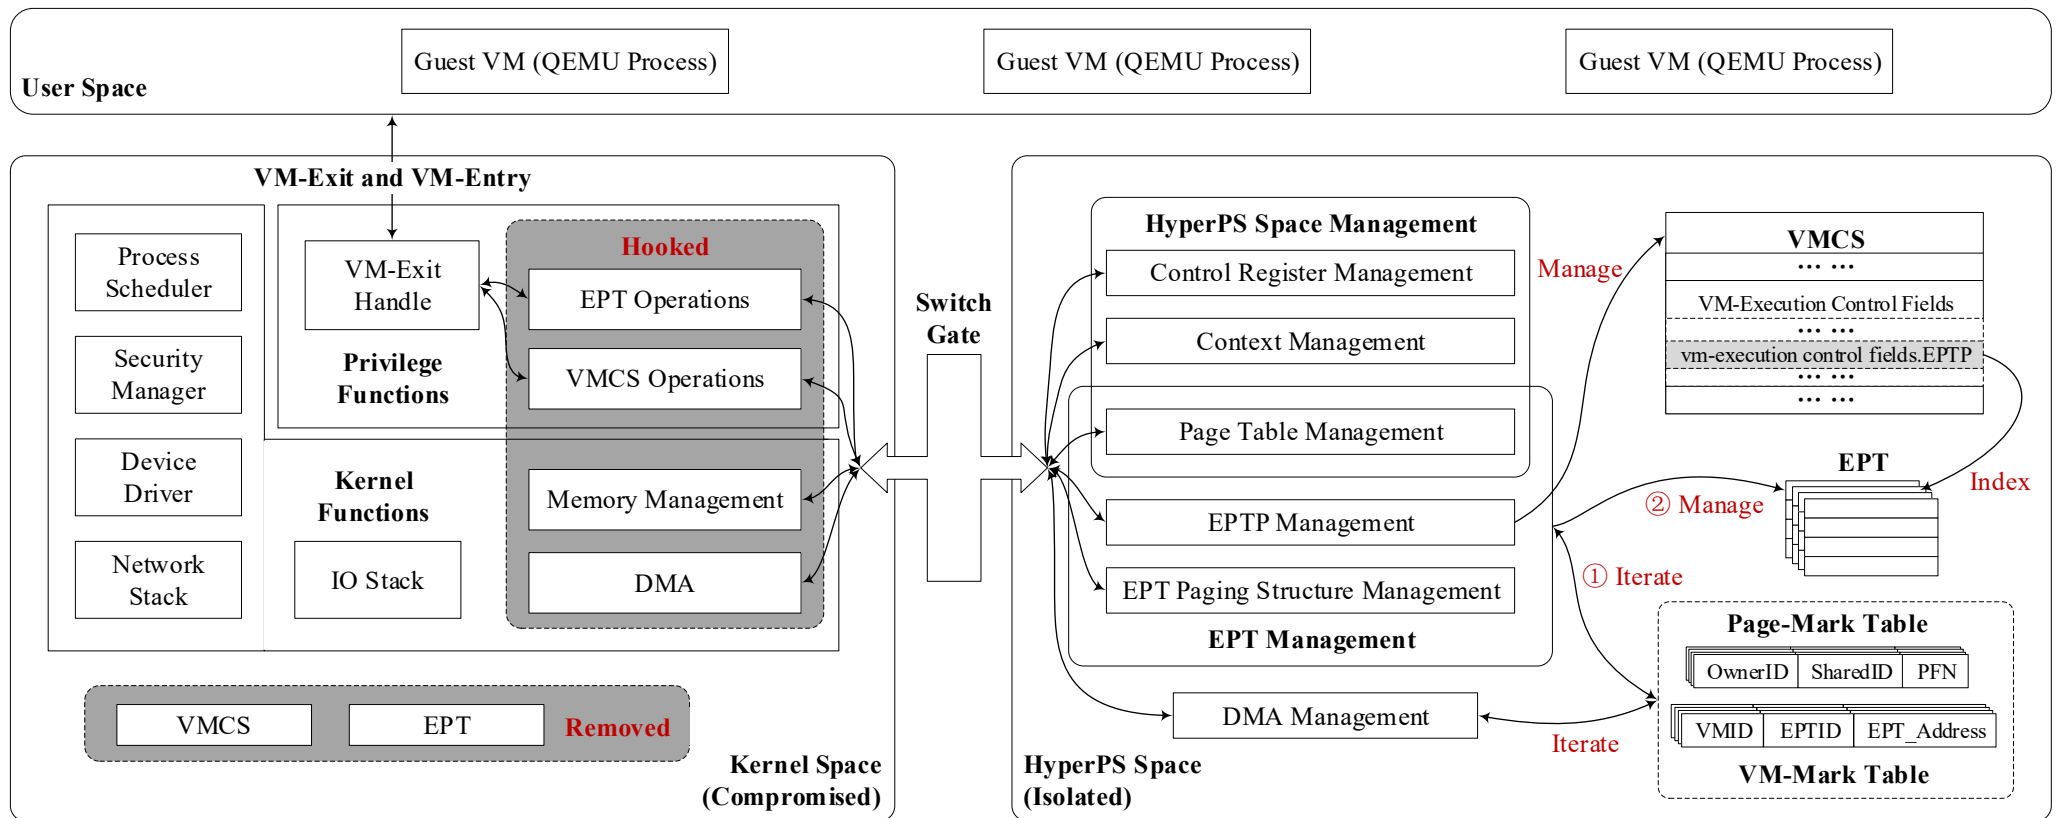 Guest VM (QEMU Process)
Guest VM (QEMU Process)
Guest VM (QEMU Process)
User Space
VM-Exit and VM-Entry
Process
Scheduler
Security
Manager
Device
Driver
Network
Stack
VM-Exit
Handle
Privilege
Functions
Hooked
EPT Operations
VMCS Operations
Kernel
Functions
IO Stack
Memory Management
DMA
VMCS
EPT
Removed
Kernel Space
(Compromised)
Switch
Gate
HyperPS Space Management
Control Register Management
Context Management
Page Table Management
EPTP Management
EPT Paging Structure Management
EPT Management
DMA Management
HyperPS Space
(Isolated)
Manage
VMCS
... ...
VM-Execution Control Fields
... ...
vm-execution control fields.EPTP
... ...
... ...
EPT
Index
② Manage
① Iterate
Iterate
Page-Mark Table
OwnerID SharedID PFN
VMID EPTID EPT_Address
VM-Mark Table